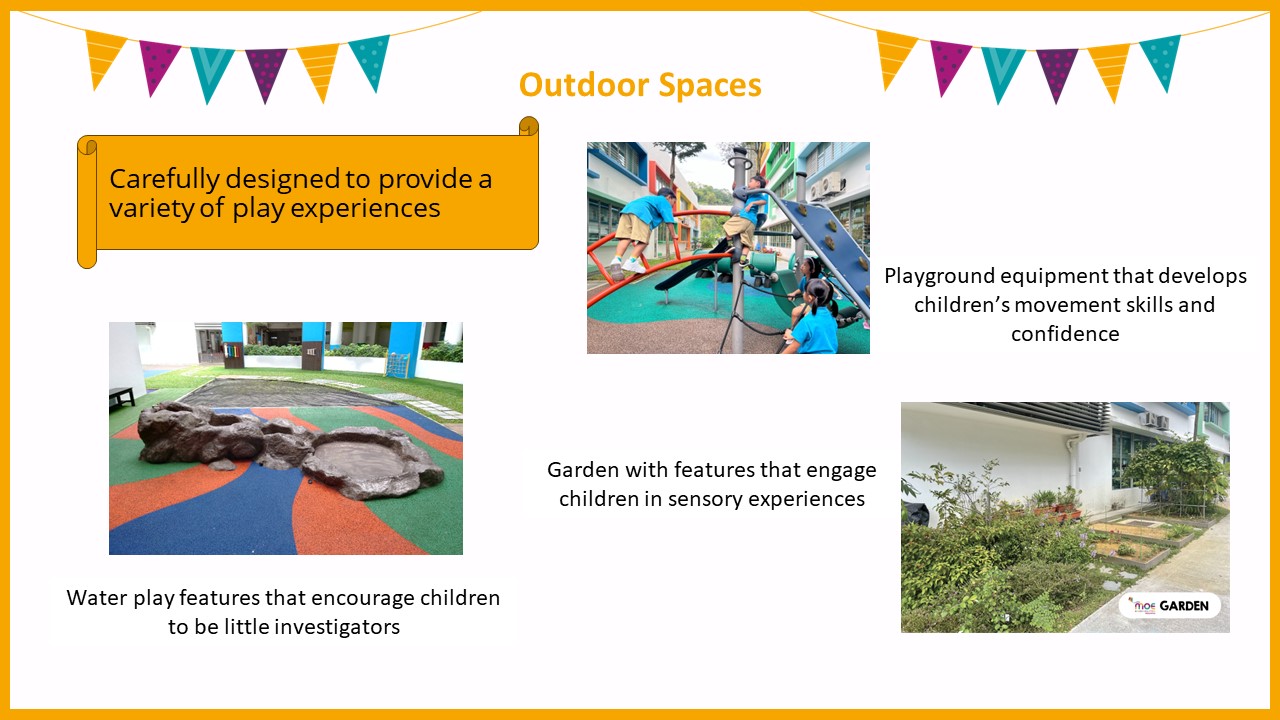 Outdoor Spaces
Carefully designed to provide a
variety of play experiences
Playground equipment that develops
children’s movement skills and
confidence
Garden with features that engage
children in sensory experiences
MOE GARDEN
Water play features that encourage children
to be little investigators